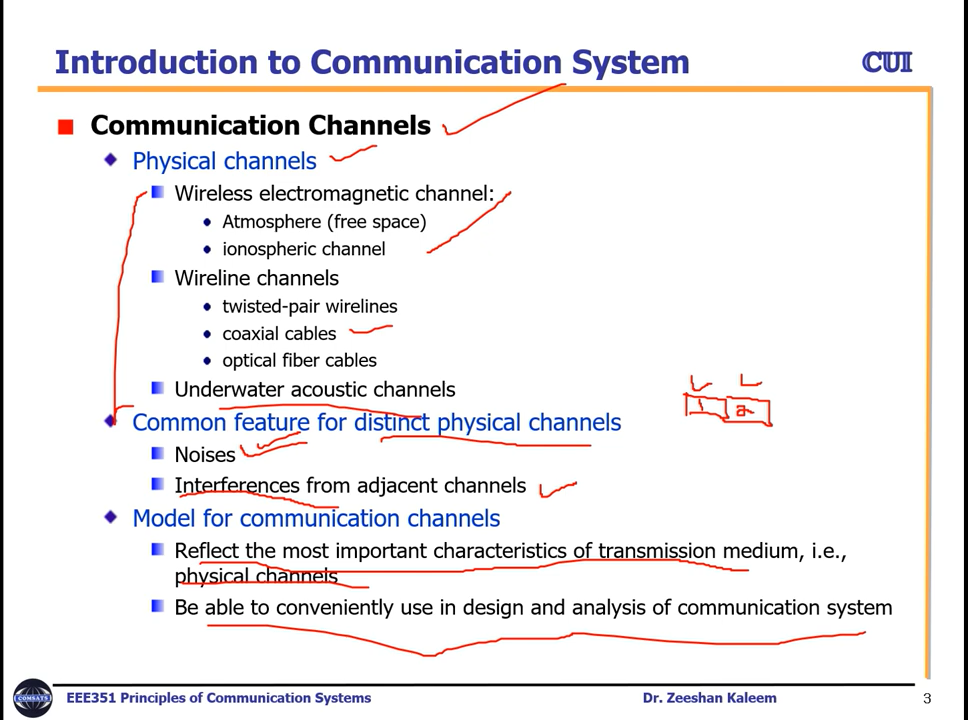 Introduction to Communication System
CUI
Communication Channels
Physical channels
Wireless electromagnetic channel:
Atmosphere (free space)
ionospheric channel
Wireline channels
twisted-pair wirelines
coaxial cables
optical fiber cables
Underwater acoustic channels
1 2
Common feature for distinct physical channels
Noises
Interferences from adjacent channels
Model for communication channels
Reflect the most important characteristics of transmission medium, i.e.,
physical channels
Be able to conveniently use in design and analysis of communication system
COMSATS
EEE351 Principles of Communication Systems
Dr. Zeeshan Kaleem
3